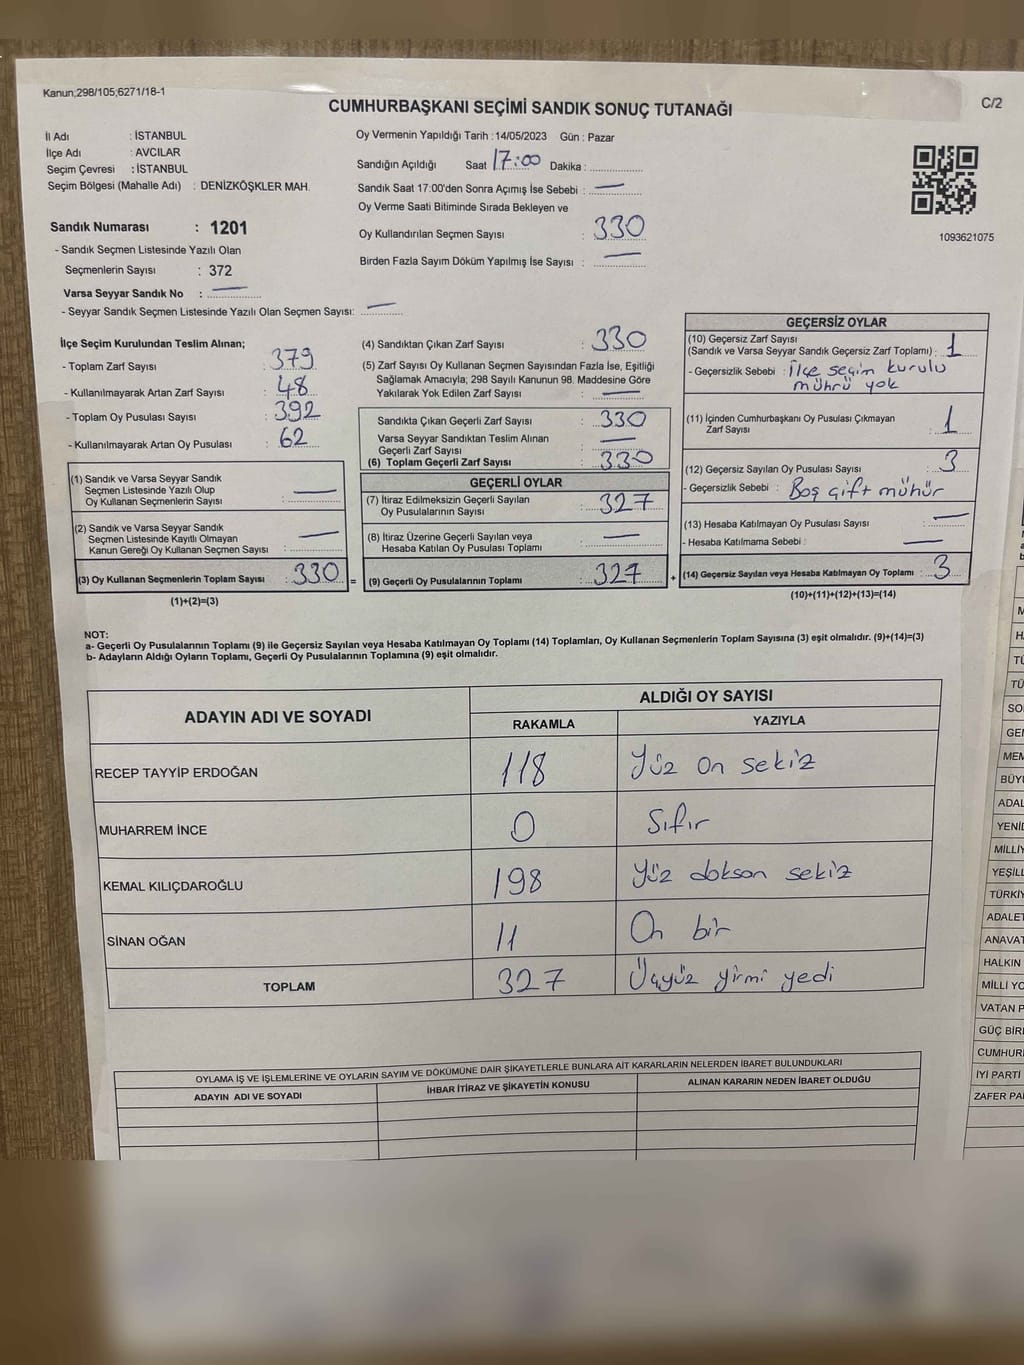 Kanun;298/105;6271/18-1
CUMHURBAŞKANI SEÇİMİ SANDIK SONUÇ TUTANAĞI
C/2
İl Adı : İSTANBUL
İlçe Adı : AVCILAR
Seçim Çevresi : İSTANBUL
Seçim Bölgesi (Mahalle Adı) : DENİZKÖŞKLER MAH.
Sandık Numarası : 1201
- Sandık Seçmen Listesinde Yazılı Olan
Seçmenlerin Sayısı : 372
Varsa Seyyar Sandık No : —
- Seyyar Sandık Seçmen Listesinde Yazılı Olan Seçmen Sayısı: —
Oy Vermenin Yapıldığı Tarih : 14/05/2023 Gün : Pazar
Sandığın Açıldığı Saat 17:00 Dakika :
Sandık Saat 17:00'den Sonra Açımış İse Sebebi : —
Oy Verme Saati Bitiminde Sırada Bekleyen ve
Oy Kullandırılan Seçmen Sayısı : 330
Birden Fazla Sayım Döküm Yapılmış İse Sayısı : —
1093621075
İlçe Seçim Kurulundan Teslim Alınan;
- Toplam Zarf Sayısı : 379
- Kullanılmayarak Artan Zarf Sayısı : 48
- Toplam Oy Pusulası Sayısı : 392
- Kullanılmayarak Artan Oy Pusulası : 62
(1) Sandık ve Varsa Seyyar Sandık
Seçmen Listesinde Yazılı Olup
Oy Kullanan Seçmenlerin Sayısı : —
(2) Sandık ve Varsa Seyyar Sandık
Seçmen Listesinde Kayıtlı Olmayan
Kanun Gereği Oy Kullanan Seçmen Sayısı : —
(3) Oy Kullanan Seçmenlerin Toplam Sayısı : 330 =
(1)+(2)=(3)
(4) Sandıktan Çıkan Zarf Sayısı : 330
(5) Zarf Sayısı Oy Kullanan Seçmen Sayısından Fazla İse, Eşitliği
Sağlamak Amacıyla; 298 Sayılı Kanunun 98. Maddesine Göre
Yakılarak Yok Edilen Zarf Sayısı : —
Sandıkta Çıkan Geçerli Zarf Sayısı : 330
Varsa Seyyar Sandıktan Teslim Alınan
Geçerli Zarf Sayısı : —
(6) Toplam Geçerli Zarf Sayısı : 330
GEÇERLİ OYLAR
(7) İtiraz Edilmeksizin Geçerli Sayılan
Oy Pusulalarının Sayısı : 327
(8) İtiraz Üzerine Geçerli Sayılan veya
Hesaba Katılan Oy Pusulası Toplamı : —
(9) Geçerli Oy Pusulalarının Toplamı : 327 +
GEÇERSİZ OYLAR
(10) Geçersiz Zarf Sayısı
(Sandık ve Varsa Seyyar Sandık Geçersiz Zarf Toplamı) : 1
- Geçersizlik Sebebi : İlçe seçim kurulu
mührü yok
(11) İçinden Cumhurbaşkanı Oy Pusulası Çıkmayan
Zarf Sayısı : 1
(12) Geçersiz Sayılan Oy Pusulası Sayısı : 3
- Geçersizlik Sebebi : Boş çift mühür
(13) Hesaba Katılmayan Oy Pusulası Sayısı : —
- Hesaba Katılmama Sebebi : —
(14) Geçersiz Sayılan veya Hesaba Katılmayan Oy Toplamı : 3
(10)+(11)+(12)+(13)=(14)
NOT:
a- Geçerli Oy Pusulalarının Toplamı (9) ile Geçersiz Sayılan veya Hesaba Katılmayan Oy Toplamı (14) Toplamları, Oy Kullanan Seçmenlerin Toplam Sayısına (3) eşit olmalıdır. (9)+(14)=(3)
b- Adayların Aldığı Oyların Toplamı, Geçerli Oy Pusulalarının Toplamına (9) eşit olmalıdır.
ADAYIN ADI VE SOYADI
ALDIĞI OY SAYISI
RAKAMLA YAZIYLA
RECEP TAYYİP ERDOĞAN 118 Yüz on sekiz
MUHARREM İNCE 0 Sıfır
KEMAL KILIÇDAROĞLU 198 Yüz doksan sekiz
SİNAN OĞAN 11 On bir
TOPLAM 327 Üçyüz yirmi yedi
OYLAMA İŞ VE İŞLEMLERİNE VE OYLARIN SAYIM VE DÖKÜMÜNE DAİR ŞİKAYETLERLE BUNLARA AİT KARARLARIN NELERDEN İBARET BULUNDUKLARI
ADAYIN ADI VE SOYADI İHBAR İTİRAZ VE ŞİKAYETİN KONUSU ALINAN KARARIN NEDEN İBARET OLDUĞU
TÜ
SO
GE
BÜY
ADAL
YENİD
MİLLİY
YEŞİLL
TÜRKİY
ADALET
ANAVAT
HALKIN
MİLLİ YO
VATAN P
GÜÇ BİR
CUMHUR
İYİ PARTİ
ZAFER PA